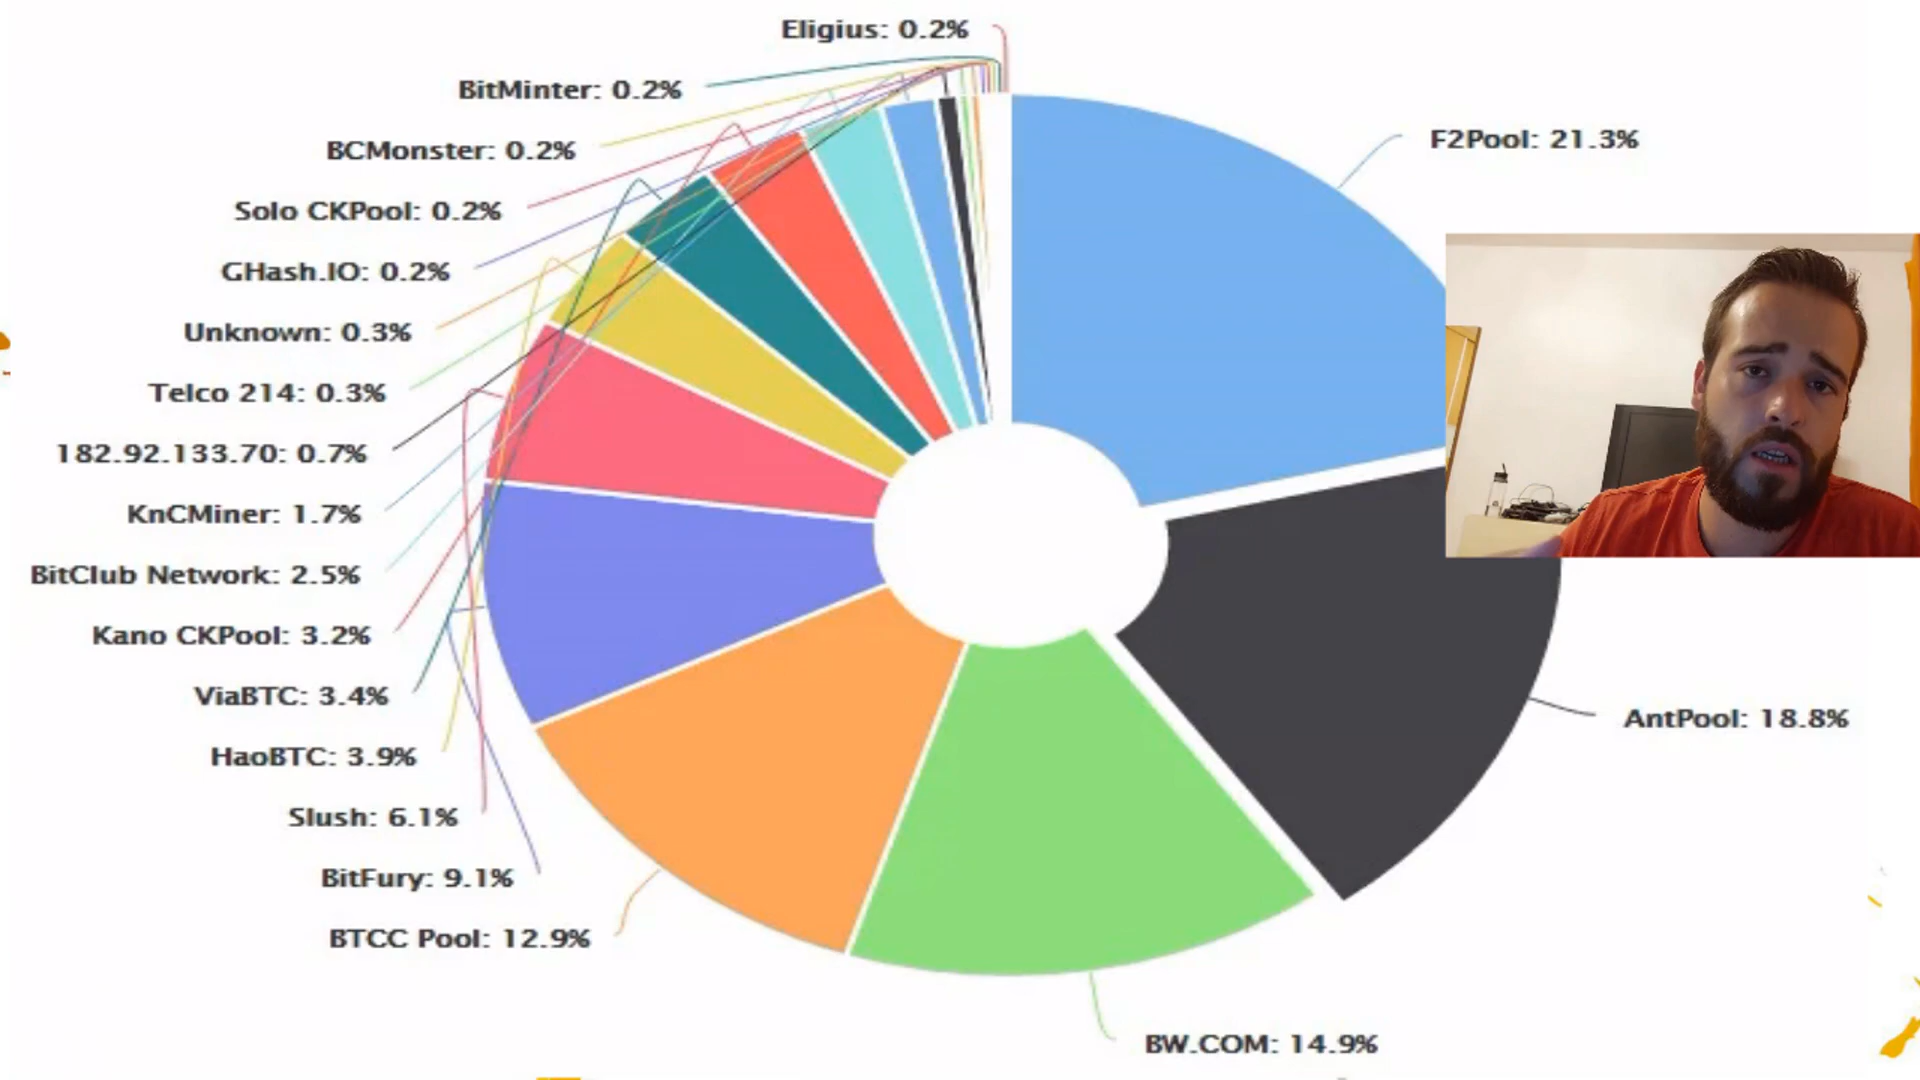 Eligius: 0.2%
BitMinter: 0.2%
BCMonster: 0.2%
Solo CKPool: 0.2%
GHash.IO: 0.2%
Unknown: 0.3%
Telco 214: 0.3%
182.92.133.70: 0.7%
KnCMiner: 1.7%
BitClub Network: 2.5%
Kano CKPool: 3.2%
ViaBTC: 3.4%
HaoBTC: 3.9%
Slush: 6.1%
BitFury: 9.1%
BTCC Pool: 12.9%
BW.COM: 14.9%
AntPool: 18.8%
F2Pool: 21.3%